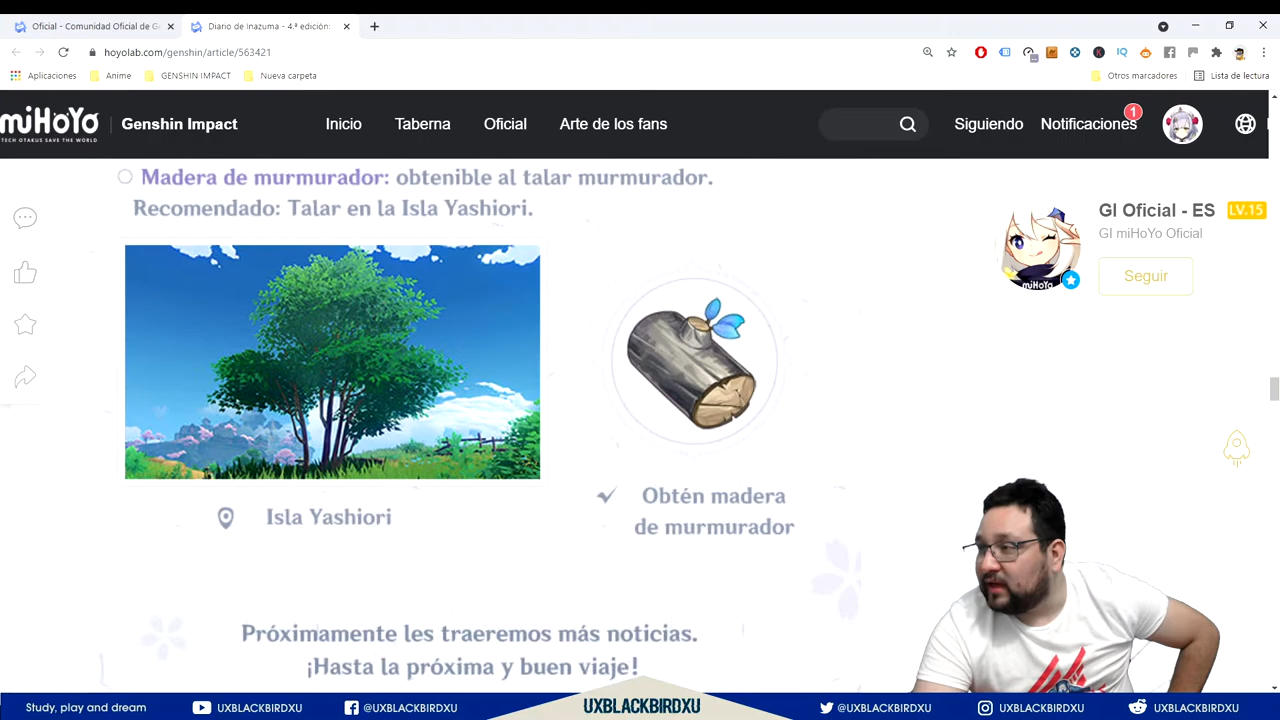 Oficial - Comunidad Oficial de G
Diario de Inazuma - 4.ª edición:
hoyolab.com/genshin/article/563421
Aplicaciones
Anime
GENSHIN IMPACT
Nueva carpeta
Otros marcadores
Lista de lectura
miHoYo
TECH OTAKUS SAVE THE WORLD
Genshin Impact
Inicio
Taberna
Oficial
Arte de los fans
Siguiendo
Notificaciones
1
Madera de murmurador: obtenible al talar murmurador.
Recomendado: Talar en la Isla Yashiori.
GI Oficial - ES
LV.15
GI miHoYo Oficial
Seguir
miHoYo
Isla Yashiori
Obtén madera
de murmurador
Próximamente les traeremos más noticias.
¡Hasta la próxima y buen viaje!
Study, play and dream
UXBLACKBIRDXU
@UXBLACKBIRDXU
UXBLACKBIRDXU
@UXBLACKBIRDXU
UXBLACKBIRDXU
UXBLACKBIRDXU